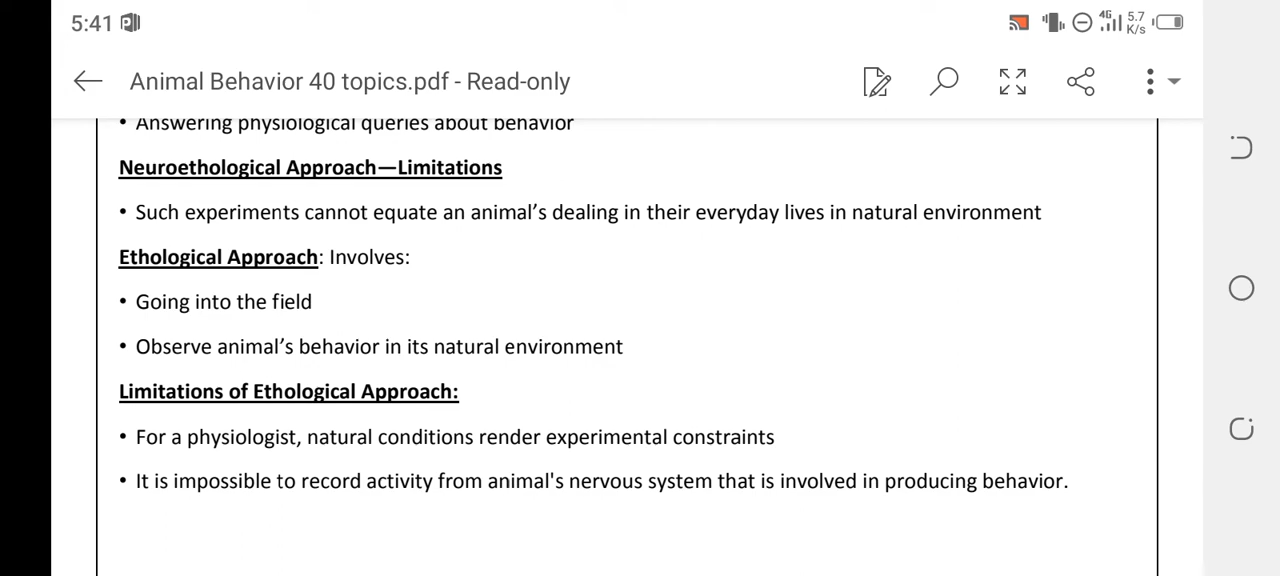 5:41
4G 5.7 K/s
Animal Behavior 40 topics.pdf - Read-only
• Answering physiological queries about behavior
Neuroethological Approach—Limitations
• Such experiments cannot equate an animal’s dealing in their everyday lives in natural environment
Ethological Approach: Involves:
• Going into the field
• Observe animal’s behavior in its natural environment
Limitations of Ethological Approach:
• For a physiologist, natural conditions render experimental constraints
• It is impossible to record activity from animal's nervous system that is involved in producing behavior.